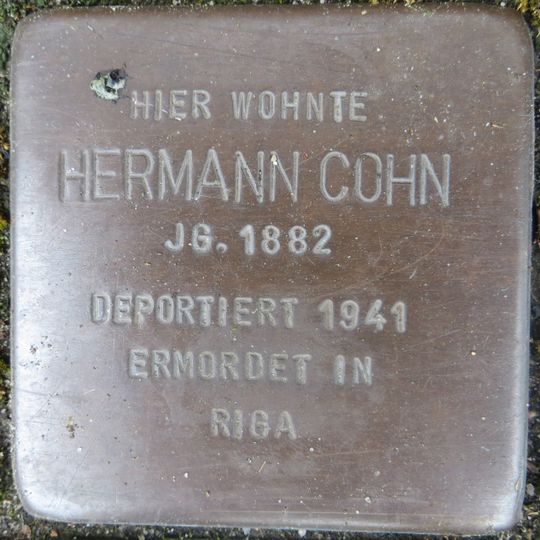 HIER WOHNTE
HERMANN COHN
JG. 1882
DEPORTIERT 1941
ERMORDET IN
RIGA